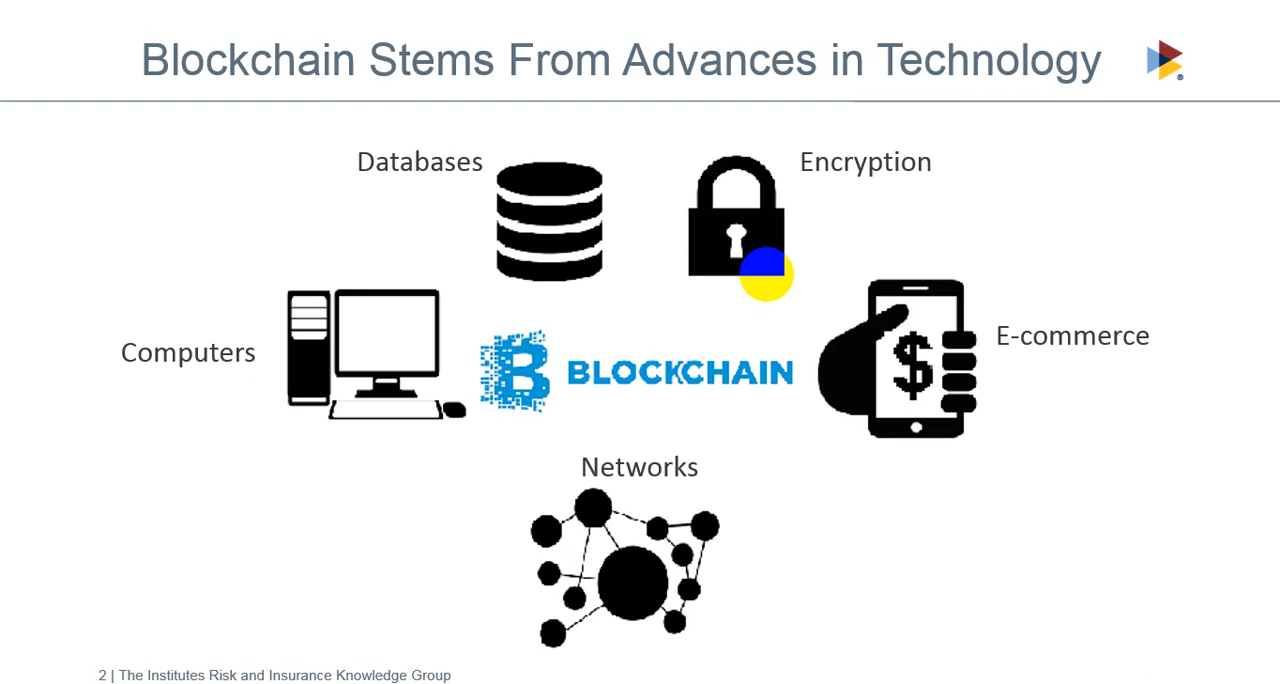 Blockchain Stems From Advances in Technology
®
Databases
Encryption
Computers
BLOCKCHAIN
$
E-commerce
Networks
2 | The Institutes Risk and Insurance Knowledge Group